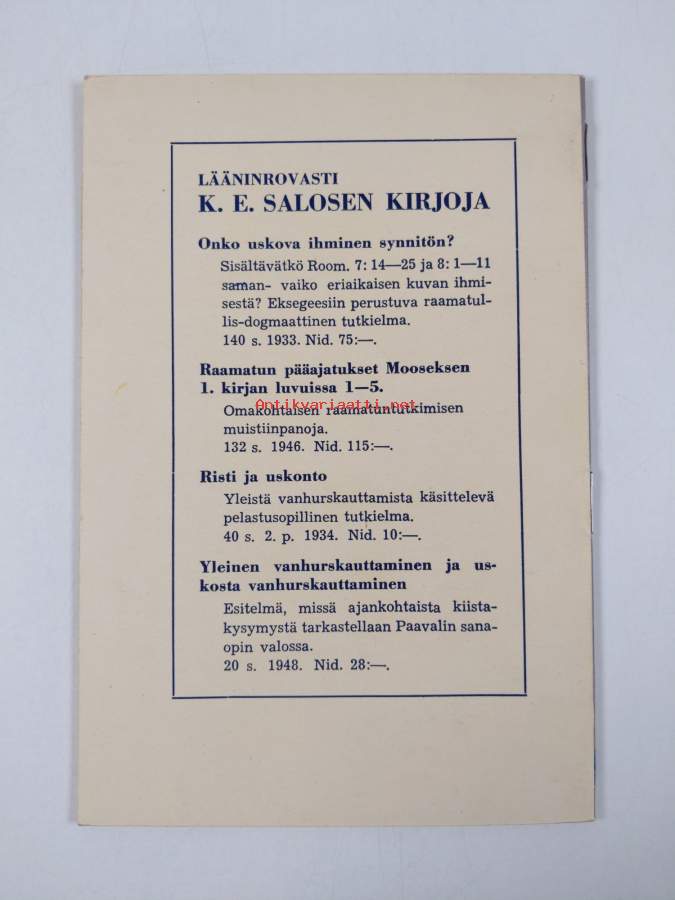 LÄÄNINROVASTI
K. E. SALOSEN KIRJOJA
Onko uskova ihminen synnitön?
Sisältävätkö Room. 7: 14—25 ja 8: 1—11
saman- vaiko eriaikaisen kuvan ihmi-
sestä? Eksegeesiin perustuva raamatul-
lis-dogmaattinen tutkielma.
140 s. 1933. Nid. 75:—.
Raamatun pääajatukset Mooseksen
1. kirjan luvuissa 1—5.
Antikvariaatti.net
Omakohtaisen raamatuntutkimisen
muistiinpanoja.
132 s. 1946. Nid. 115:—.
Risti ja uskonto
Yleistä vanhurskauttamista käsittelevä
pelastusopillinen tutkielma.
40 s. 2. p. 1934. Nid. 10:—.
Yleinen vanhurskauttaminen ja us-
kosta vanhurskauttaminen
Esitelmä, missä ajankohtaista kiista-
kysymystä tarkastellaan Paavalin sana-
opin valossa.
20 s. 1948. Nid. 28:—.